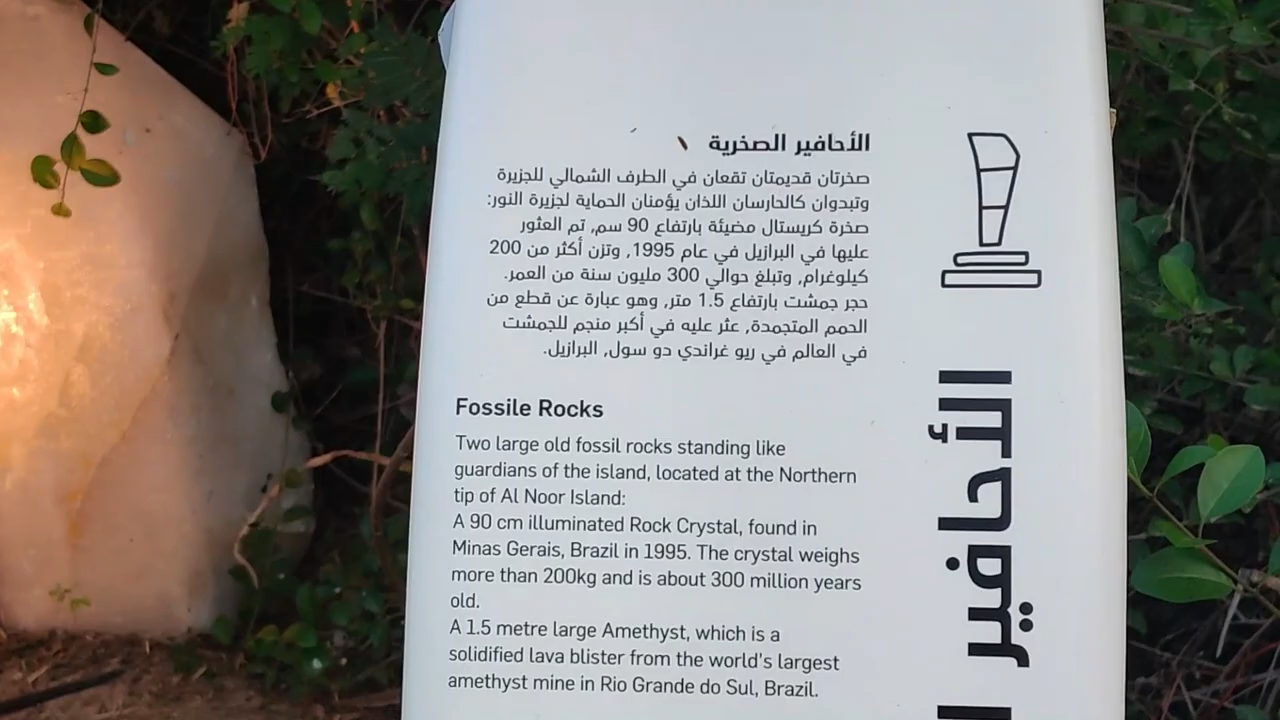 الأحافير الصخرية
صخرتان قديمتان تقعان في الطرف الشمالي للجزيرة
وتبدوان كالحارسان اللذان يؤمنان الحماية لجزيرة النور:
صخرة كريستال مضيئة بارتفاع 90 سم, تم العثور
عليها في البرازيل في عام 1995, وتزن أكثر من 200
كيلوغرام, وتبلغ حوالي 300 مليون سنة من العمر.
حجر جمشت بارتفاع 1.5 متر, وهو عبارة عن قطع من
الحمم المتجمدة, عثر عليه في أكبر منجم للجمشت
في العالم في ريو غراندي دو سول, البرازيل.
Fossile Rocks
Two large old fossil rocks standing like
guardians of the island, located at the Northern
tip of Al Noor Island:
A 90 cm illuminated Rock Crystal, found in
Minas Gerais, Brazil in 1995. The crystal weighs
more than 200kg and is about 300 million years
old.
A 1.5 metre large Amethyst, which is a
solidified lava blister from the world's largest
amethyst mine in Rio Grande do Sul, Brazil.
الأحافير